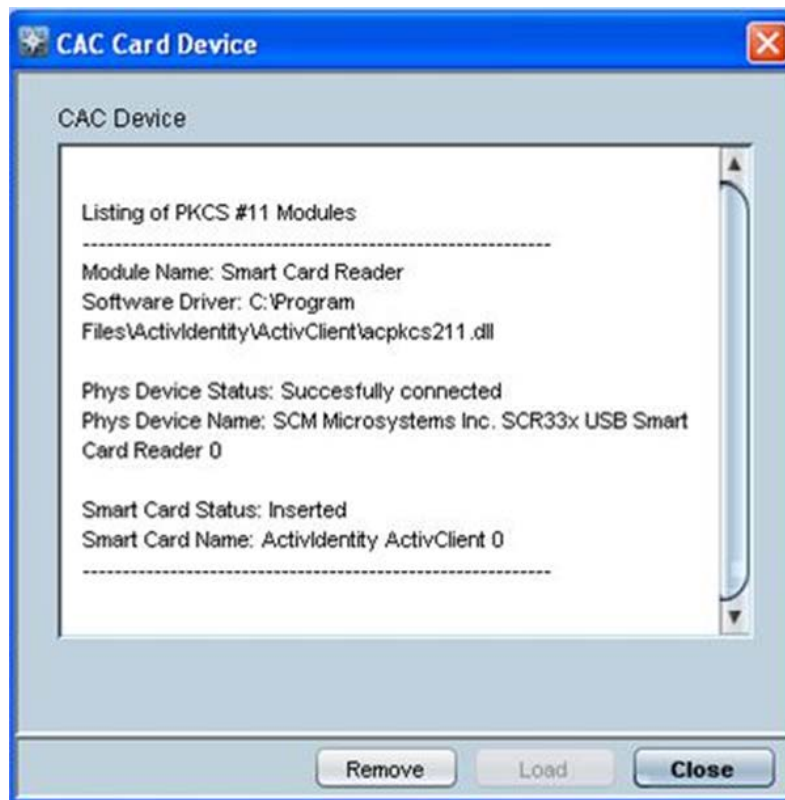 CAC Card Device
CAC Device
Listing of PKCS #11 Modules
----------------------------------------------------------
Module Name: Smart Card Reader
Software Driver: C:\Program
Files\ActivIdentity\ActivClient\acpkcs211.dll
Phys Device Status: Succesfully connected
Phys Device Name: SCM Microsystems Inc. SCR33x USB Smart
Card Reader 0
Smart Card Status: Inserted
Smart Card Name: ActivIdentity ActivClient 0
----------------------------------------------------------
Remove
Load
Close